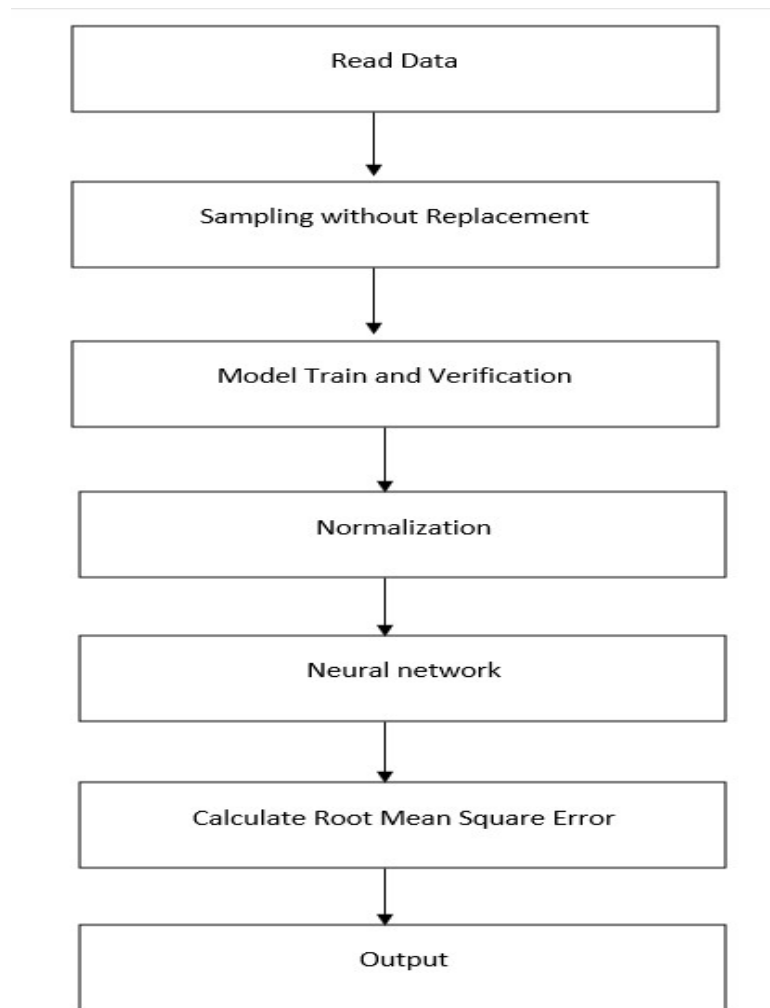 Read Data
Sampling without Replacement
Model Train and Verification
Normalization
Neural network
Calculate Root Mean Square Error
Output